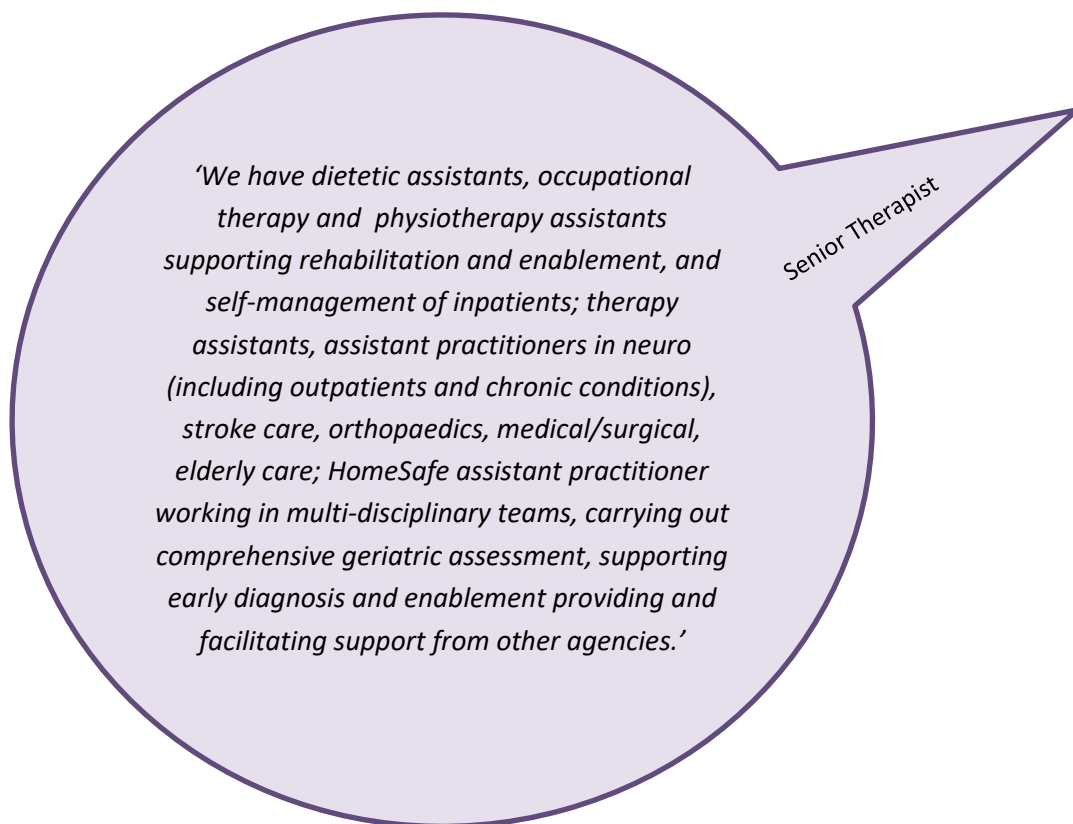 ‘We have dietetic assistants, occupational
therapy and  physiotherapy assistants
supporting rehabilitation and enablement, and
self-management of inpatients; therapy
assistants, assistant practitioners in neuro
(including outpatients and chronic conditions),
stroke care, orthopaedics, medical/surgical,
elderly care; HomeSafe assistant practitioner
working in multi-disciplinary teams, carrying out
comprehensive geriatric assessment, supporting
early diagnosis and enablement providing and
facilitating support from other agencies.’
Senior Therapist